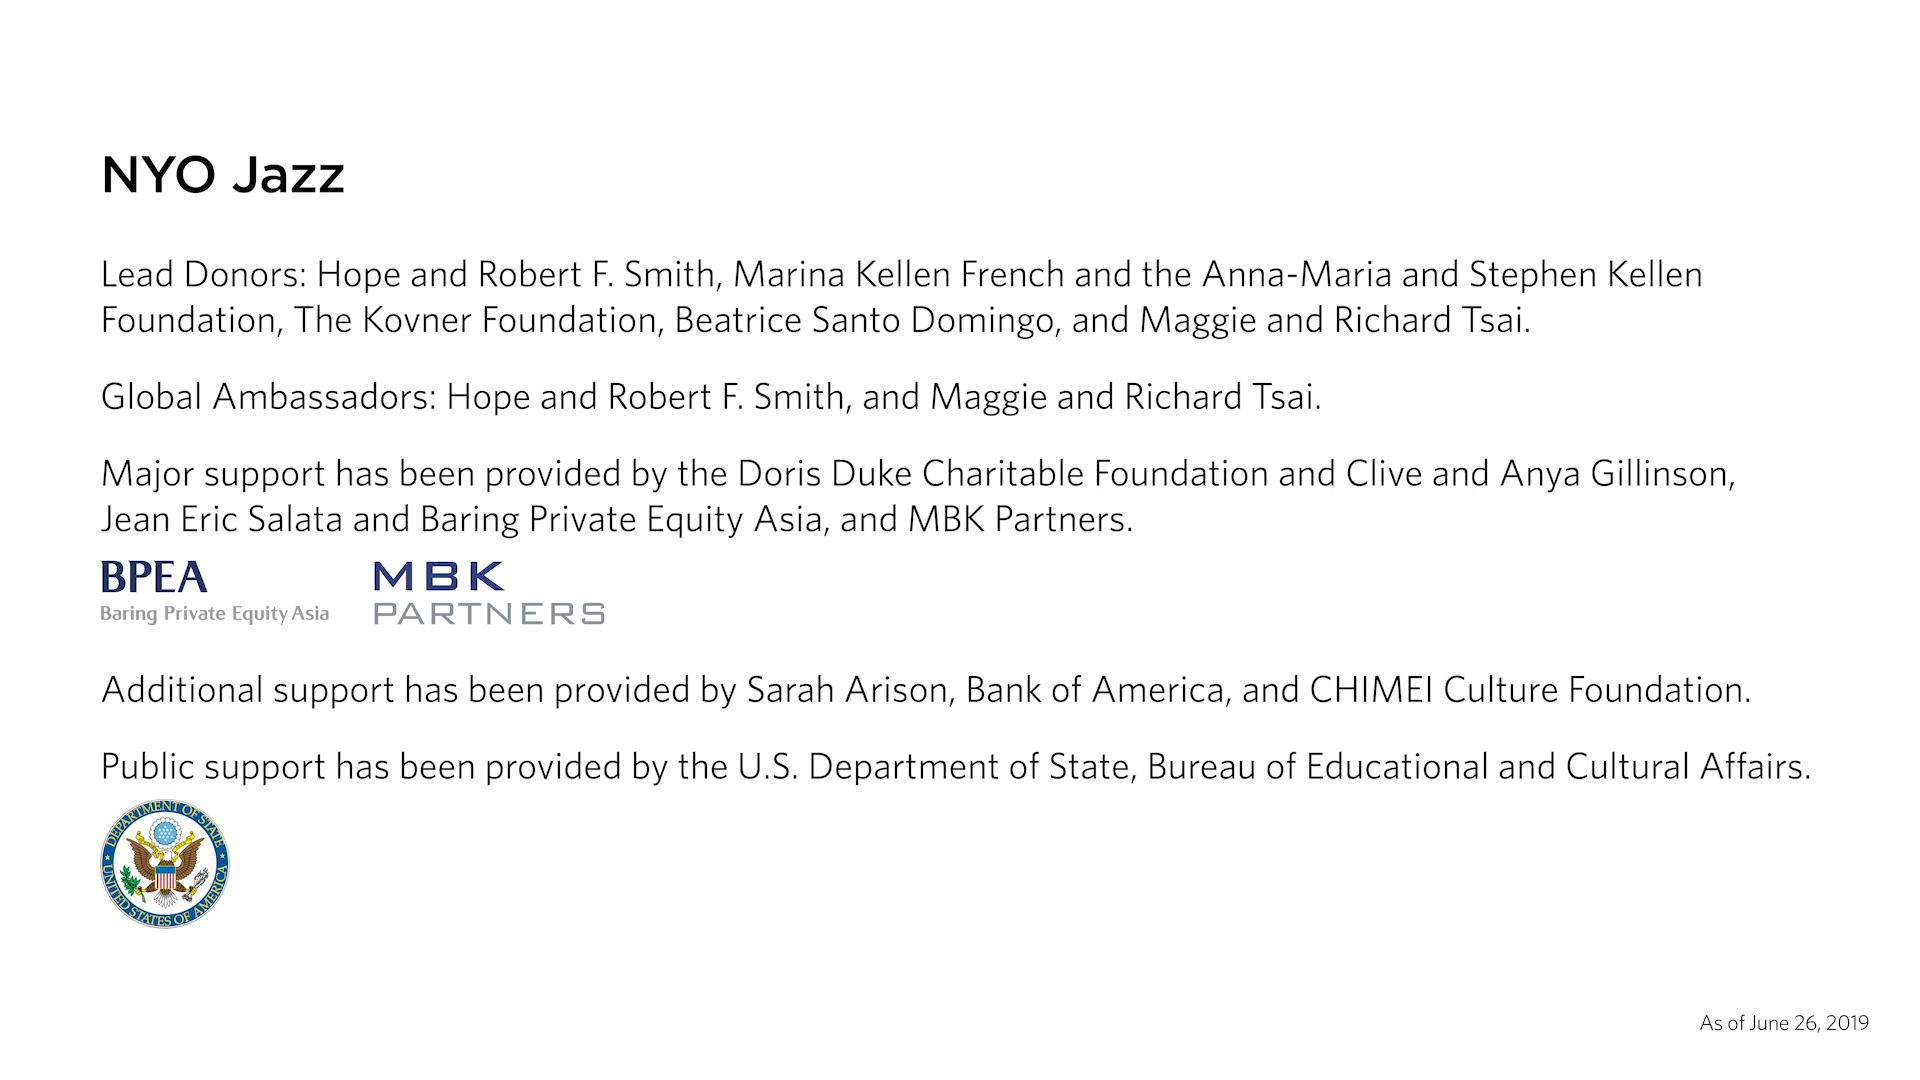 NYO Jazz
Lead Donors: Hope and Robert F. Smith, Marina Kellen French and the Anna-Maria and Stephen Kellen
Foundation, The Kovner Foundation, Beatrice Santo Domingo, and Maggie and Richard Tsai.
Global Ambassadors: Hope and Robert F. Smith, and Maggie and Richard Tsai.
Major support has been provided by the Doris Duke Charitable Foundation and Clive and Anya Gillinson,
Jean Eric Salata and Baring Private Equity Asia, and MBK Partners.
BPEA
Baring Private Equity Asia
MBK
PARTNERS
Additional support has been provided by Sarah Arison, Bank of America, and CHIMEI Culture Foundation.
Public support has been provided by the U.S. Department of State, Bureau of Educational and Cultural Affairs.
DEPARTMENT OF STATE
UNITED STATES OF AMERICA
As of June 26, 2019